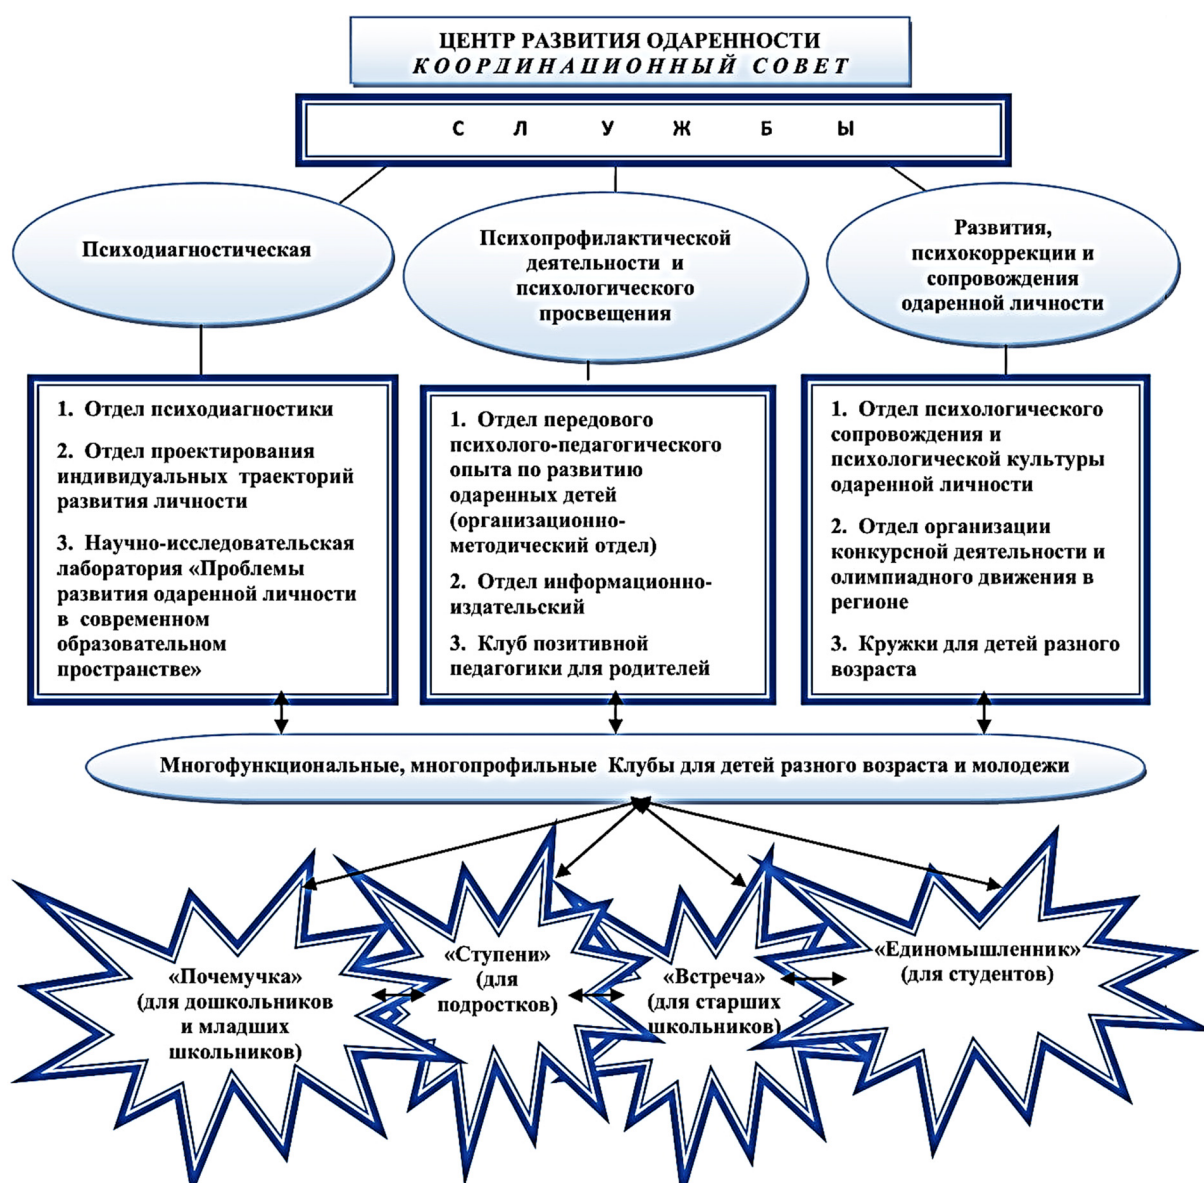 ЦЕНТР РАЗВИТИЯ ОДАРЕННОСТИ
КООРДИНАЦИОННЫЙ СОВЕТ
С Л У Ж Б Ы
Психодиагностическая
Психопрофилактической
деятельности и
психологического
просвещения
Развития,
психокоррекции и
сопровождения
одаренной личности
1. Отдел психодиагностики
2. Отдел проектирования
индивидуальных траекторий
развития личности
3. Научно-исследовательская
лаборатория «Проблемы
развития одаренной личности
в современном
образовательном
пространстве»
1. Отдел передового
психолого-педагогического
опыта по развитию
одаренных детей
(организационно-
методический отдел)
2. Отдел информационно-
издательский
3. Клуб позитивной
педагогики для родителей
1. Отдел психологического
сопровождения и
психологической культуры
одаренной личности
2. Отдел организации
конкурсной деятельности и
олимпиадного движения в
регионе
3. Кружки для детей разного
возраста
Многофункциональные, многопрофильные Клубы для детей разного возраста и молодежи
«Почемучка»
(для дошкольников
и младших
школьников)
«Ступени»
(для
подростков)
«Встреча»
(для старших
школьников)
«Единомышленник»
(для студентов)